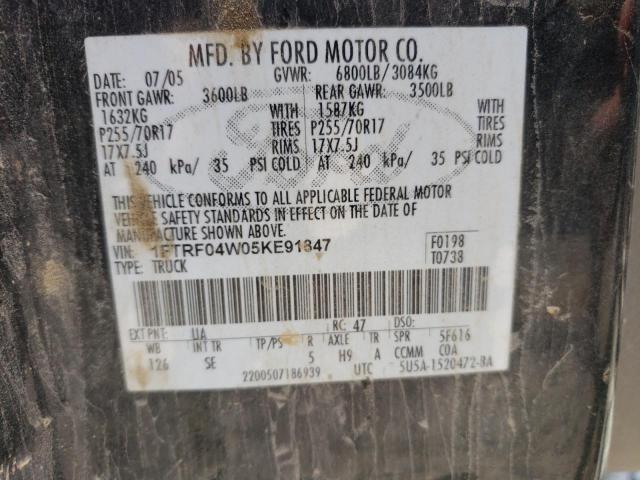 MFD. BY FORD MOTOR CO.
DATE: 07/05 GVWR: 6800LB/3084KG
FRONT GAWR: 3600LB REAR GAWR: 3500LB
1632KG WITH 1587KG WITH
P255/70R17 TIRES P255/70R17 TIRES
17X7.5J RIMS 17X7.5J RIMS
AT 240 kPa/ 35 PSI COLD AT 240 kPa/ 35 PSI COLD
THIS VEHICLE CONFORMS TO ALL APPLICABLE FEDERAL MOTOR
VEHICLE SAFETY STANDARDS IN EFFECT ON THE DATE OF
MANUFACTURE SHOWN ABOVE.
VIN: 1FTRF04W05KE91347 F0198
TYPE: TRUCK T0738
EXT PNT: UA RC: 47 DSO:
WB INT TR TP/PS R AXLE TR SPR 5F616
126 SE 5 H9 A CCMM COA
2200507186939 UTC 5U5A-1520472-BA
Ford